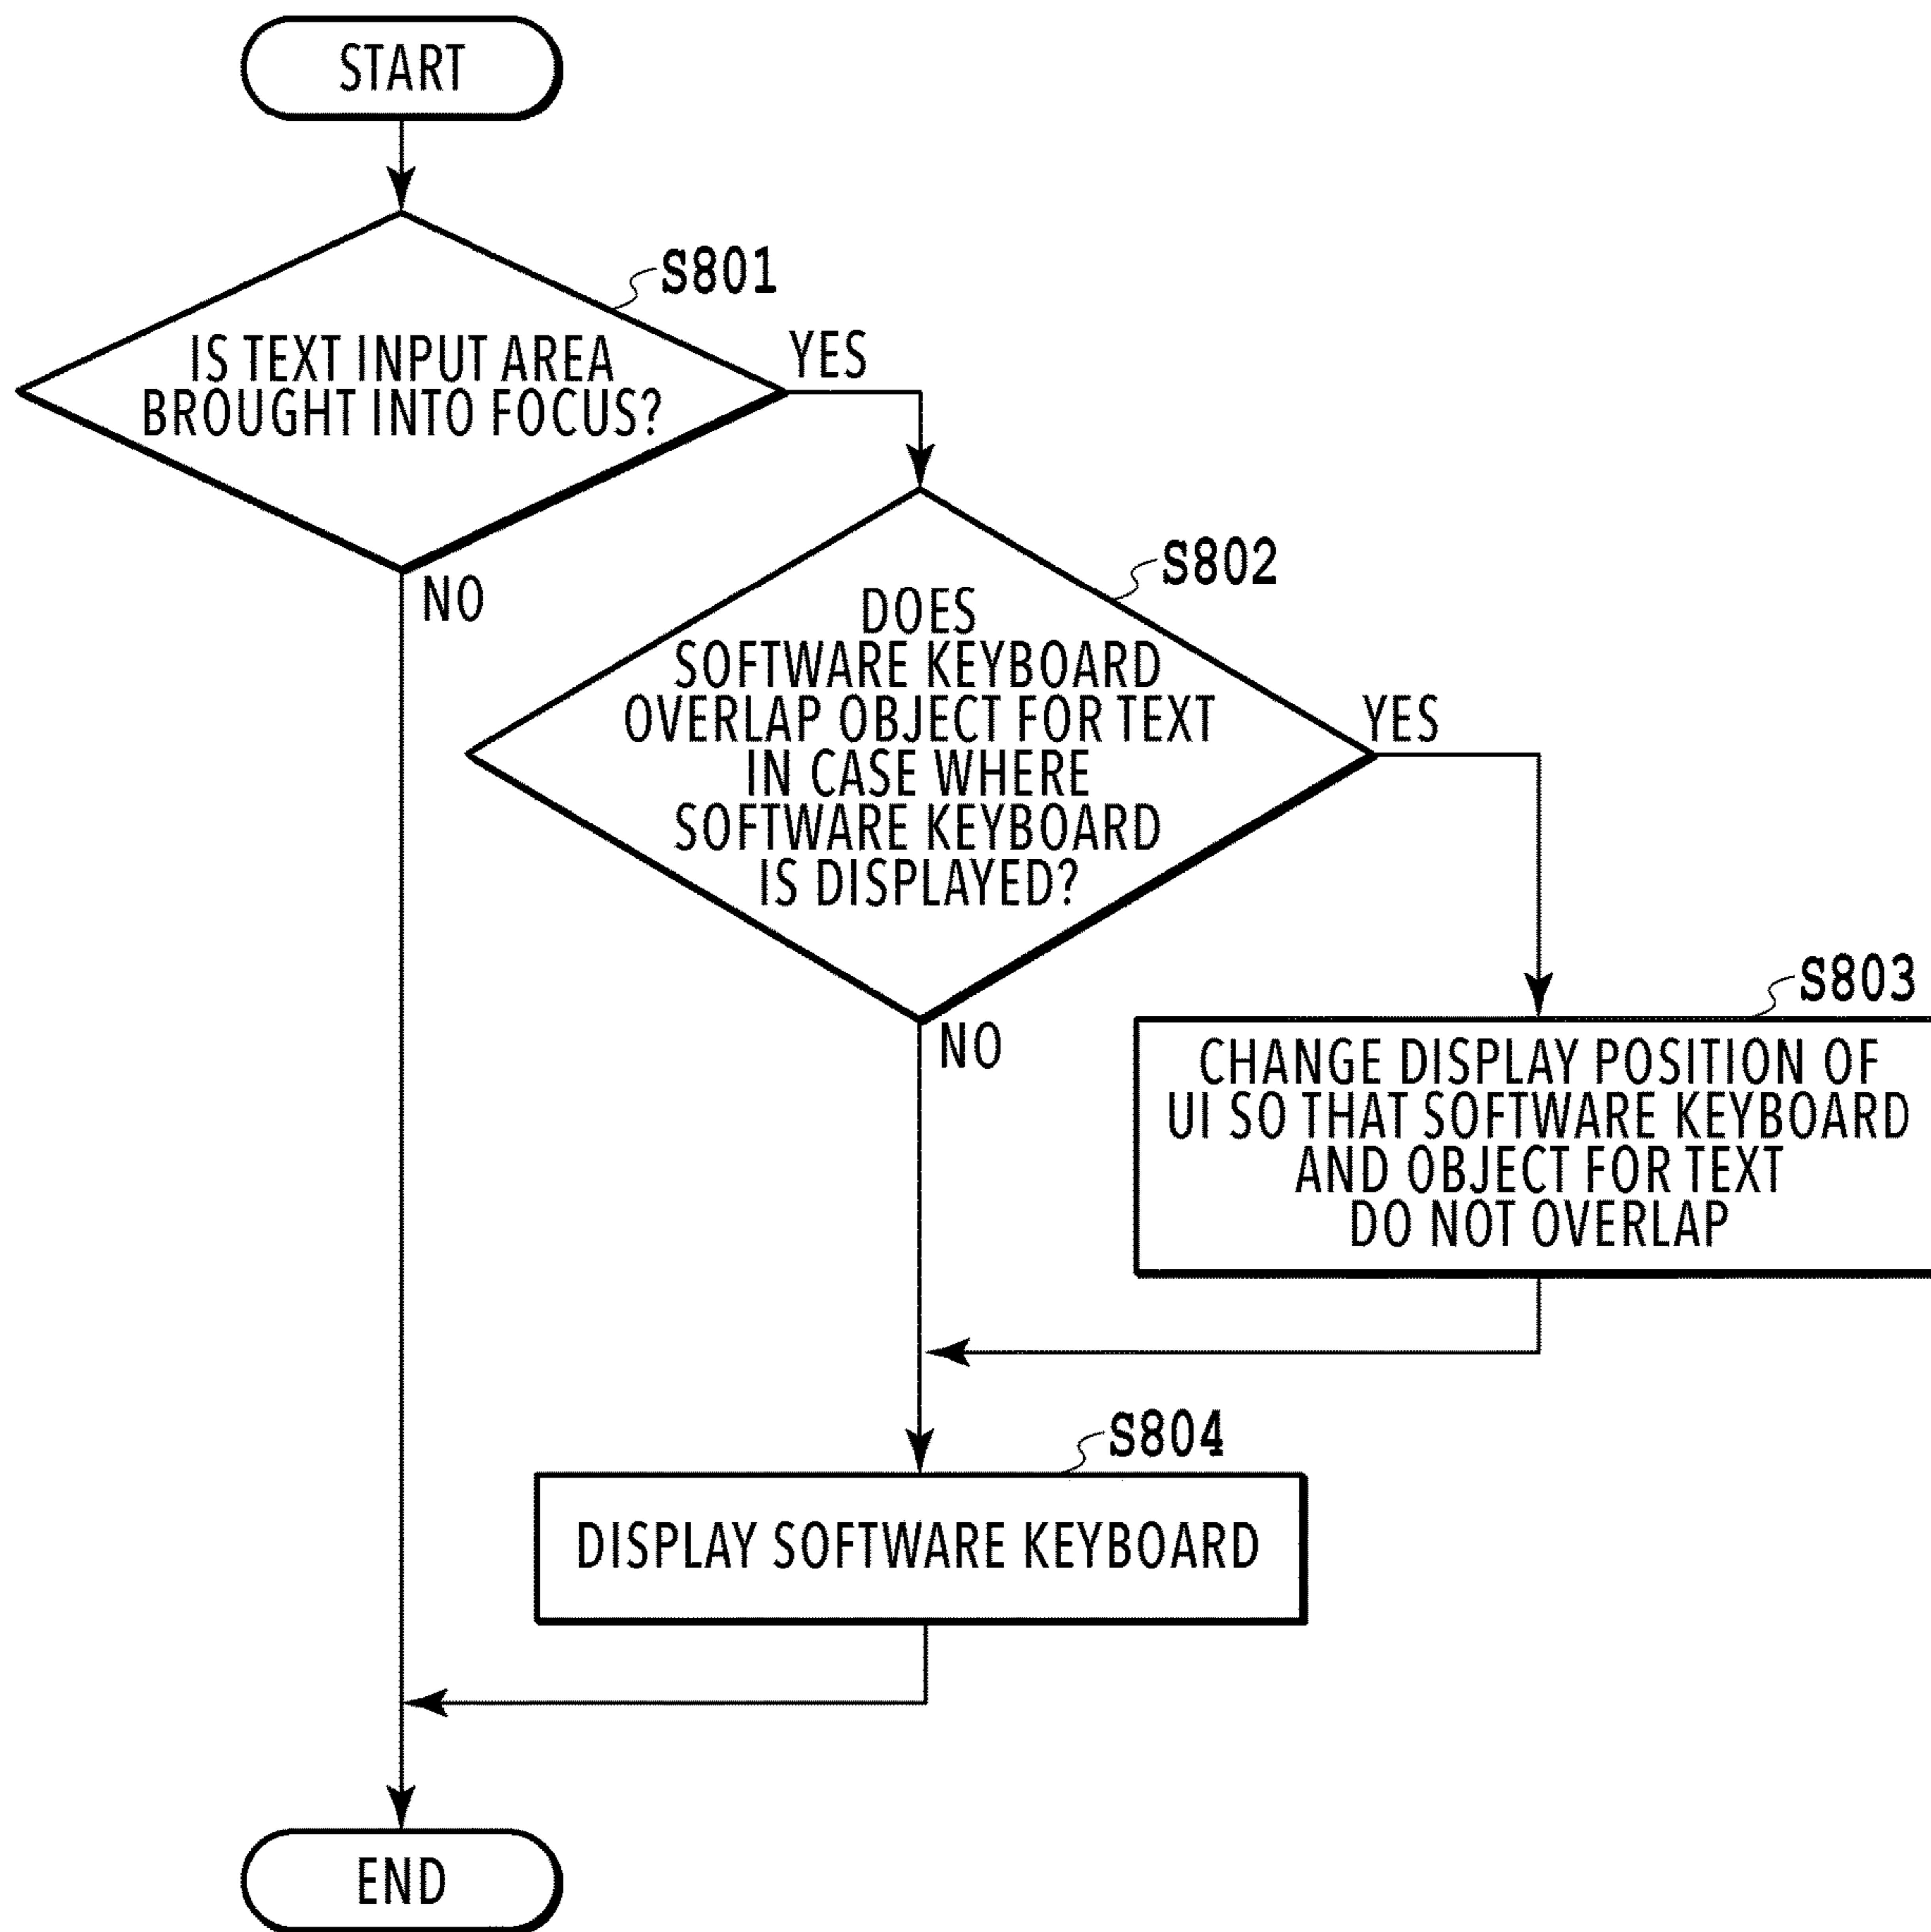 START
S801
IS TEXT INPUT AREA
BROUGHT INTO FOCUS?
YES
NO
S802
DOES
SOFTWARE KEYBOARD
OVERLAP OBJECT FOR TEXT
IN CASE WHERE
SOFTWARE KEYBOARD
IS DISPLAYED?
YES
NO
S803
CHANGE DISPLAY POSITION OF
UI SO THAT SOFTWARE KEYBOARD
AND OBJECT FOR TEXT
DO NOT OVERLAP
S804
DISPLAY SOFTWARE KEYBOARD
END